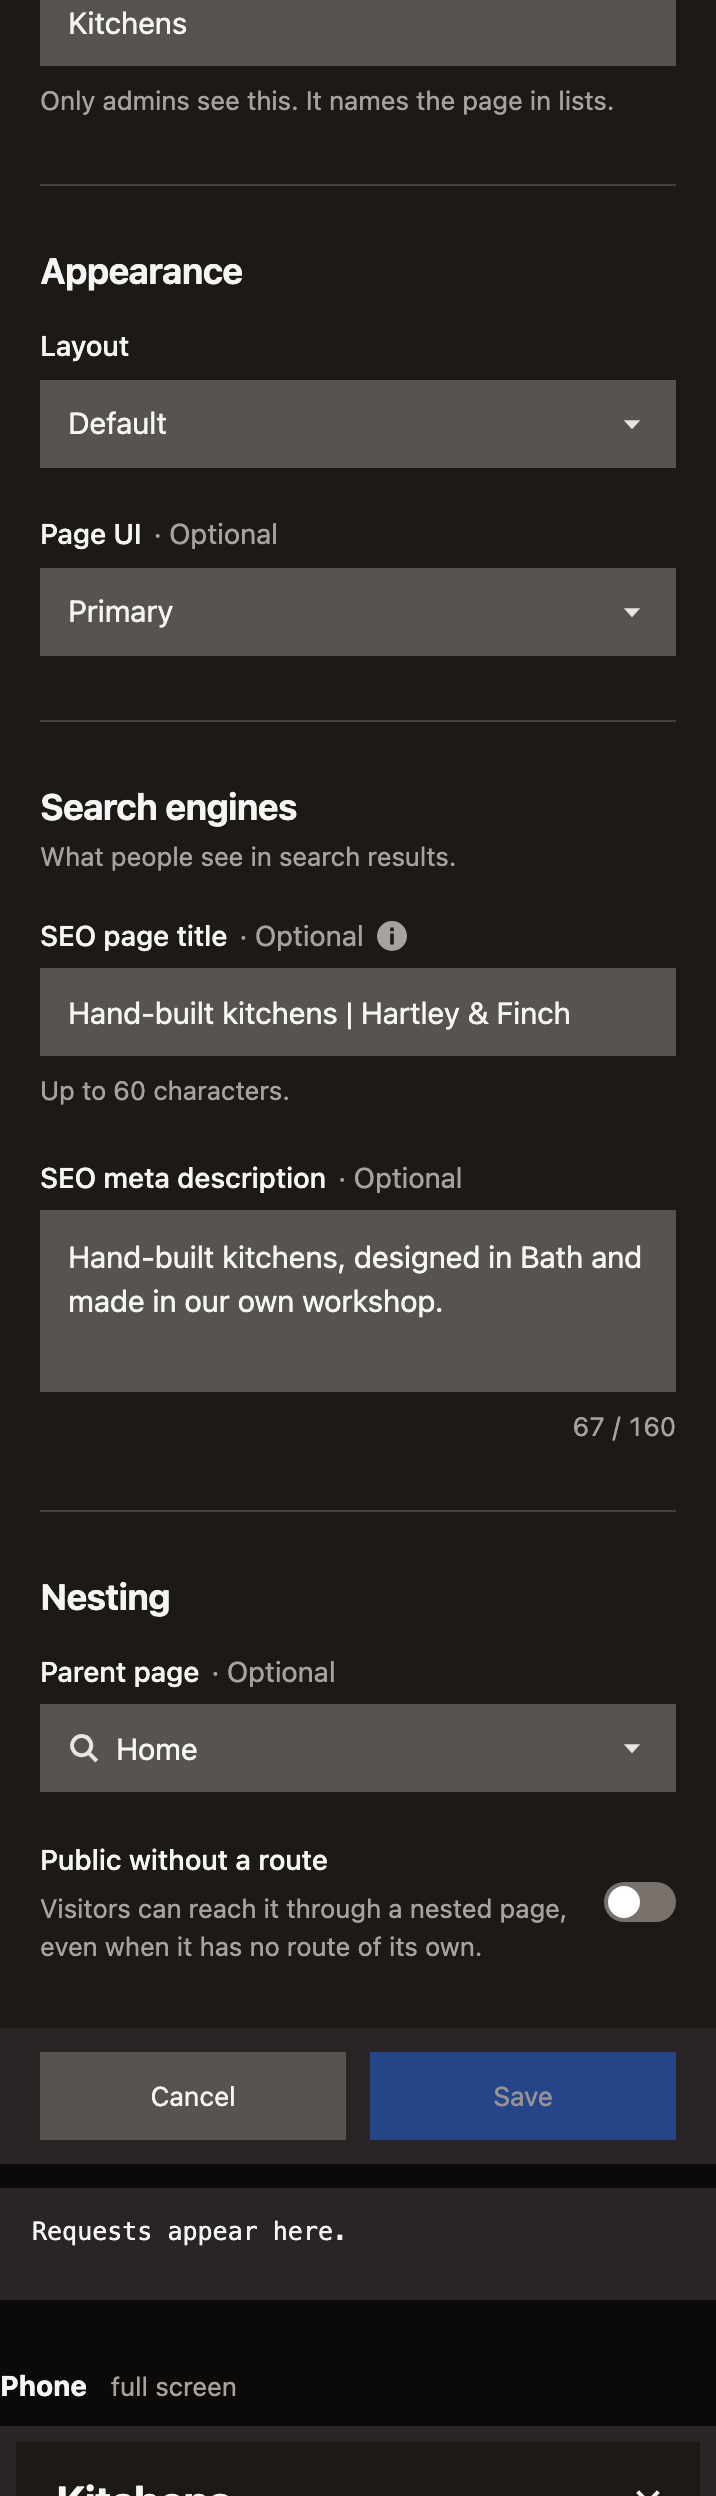 Kitchens
Only admins see this. It names the page in lists.
Appearance
Layout
Default
Page UI · Optional
Primary
Search engines
What people see in search results.
SEO page title · Optional
Hand-built kitchens | Hartley & Finch
Up to 60 characters.
SEO meta description · Optional
Hand-built kitchens, designed in Bath and
made in our own workshop.
67 / 160
Nesting
Parent page · Optional
Home
Public without a route
Visitors can reach it through a nested page,
even when it has no route of its own.
Cancel Save
Requests appear here.
Phone full screen
Kitchens